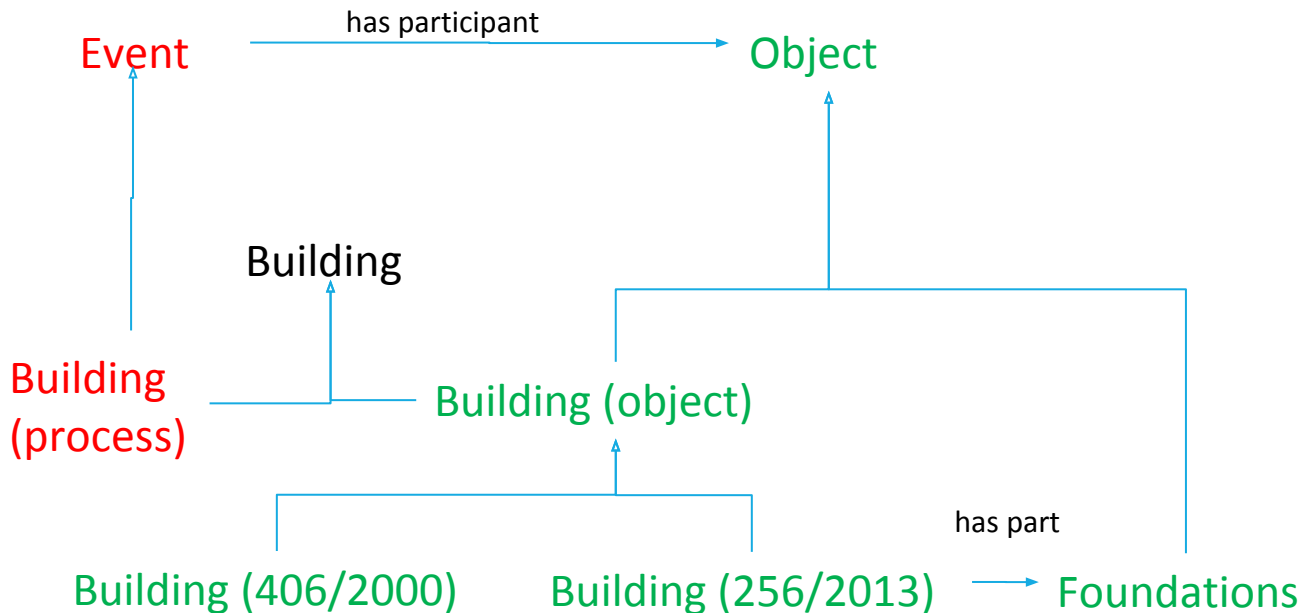 has participant
Event
Object
Building
Building
(process)
Building (object)
has part
Building (406/2000)
Building (256/2013)
Foundations